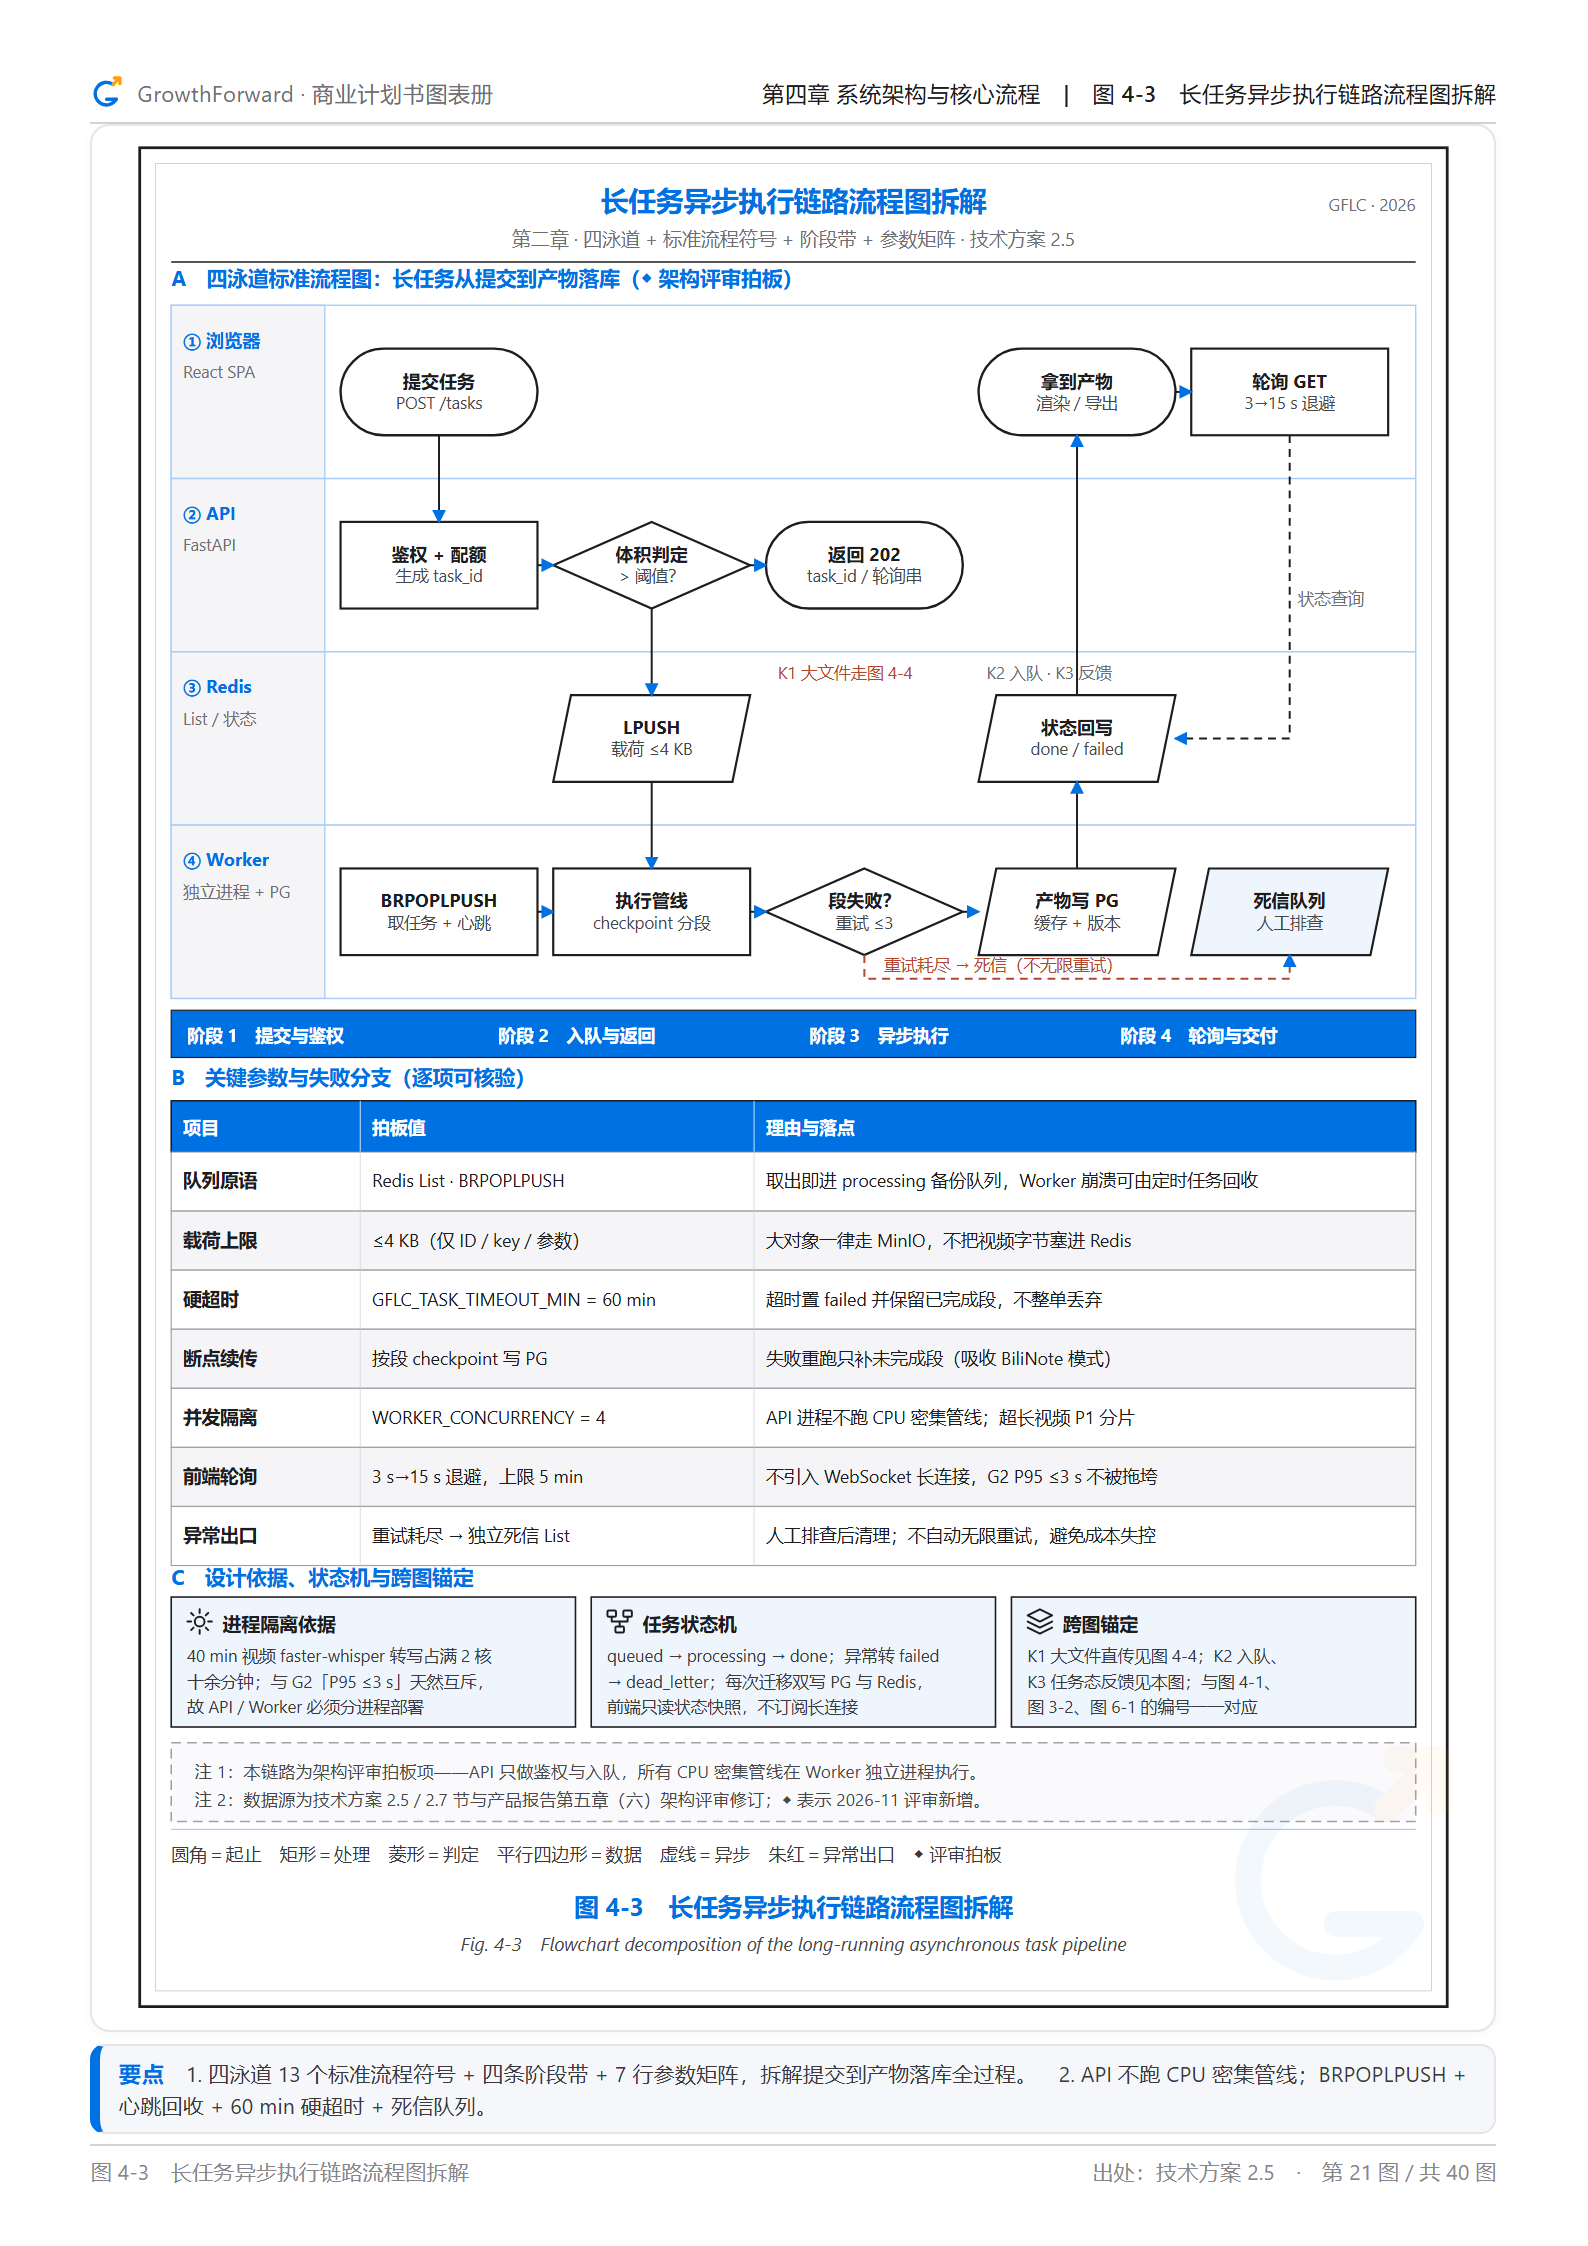 GrowthForward · 商业计划书图表册
第四章 系统架构与核心流程 | 图 4-3 长任务异步执行链路流程图拆解
长任务异步执行链路流程图拆解
GFLC · 2026
第二章 · 四泳道 + 标准流程符号 + 阶段带 + 参数矩阵 · 技术方案 2.5
A 四泳道标准流程图：长任务从提交到产物落库（◆ 架构评审拍板）
① 浏览器
React SPA
提交任务
POST /tasks
拿到产物
渲染 / 导出
轮询 GET
3→15 s 退避
② API
FastAPI
鉴权 + 配额
生成 task_id
体积判定
> 阈值?
返回 202
task_id / 轮询串
状态查询
③ Redis
List / 状态
K1 大文件走图 4-4
K2 入队 · K3 反馈
LPUSH
载荷 ≤4 KB
状态回写
done / failed
④ Worker
独立进程 + PG
BRPOPLPUSH
取任务 + 心跳
执行管线
checkpoint 分段
段失败?
重试 ≤3
产物写 PG
缓存 + 版本
死信队列
人工排查
重试耗尽 → 死信（不无限重试）
阶段 1 提交与鉴权 阶段 2 入队与返回 阶段 3 异步执行 阶段 4 轮询与交付
B 关键参数与失败分支（逐项可核验）
项目 拍板值 理由与落点
队列原语 Redis List · BRPOPLPUSH 取出即进 processing 备份队列，Worker 崩溃可由定时任务回收
载荷上限 ≤4 KB（仅 ID / key / 参数） 大对象一律走 MinIO，不把视频字节塞进 Redis
硬超时 GFLC_TASK_TIMEOUT_MIN = 60 min 超时置 failed 并保留已完成段，不整单丢弃
断点续传 按段 checkpoint 写 PG 失败重跑只补未完成段（吸收 BiliNote 模式）
并发隔离 WORKER_CONCURRENCY = 4 API 进程不跑 CPU 密集管线；超长视频 P1 分片
前端轮询 3 s→15 s 退避，上限 5 min 不引入 WebSocket 长连接，G2 P95 ≤3 s 不被拖垮
异常出口 重试耗尽 → 独立死信 List 人工排查后清理；不自动无限重试，避免成本失控
C 设计依据、状态机与跨图锚定
进程隔离依据
40 min 视频 faster-whisper 转写占满 2 核
十余分钟；与 G2「P95 ≤3 s」天然互斥，
故 API / Worker 必须分进程部署
任务状态机
queued → processing → done；异常转 failed
→ dead_letter；每次迁移双写 PG 与 Redis，
前端只读状态快照，不订阅长连接
跨图锚定
K1 大文件直传见图 4-4；K2 入队、
K3 任务态反馈见本图；与图 4-1、
图 3-2、图 6-1 的编号一一对应
注 1：本链路为架构评审拍板项——API 只做鉴权与入队，所有 CPU 密集管线在 Worker 独立进程执行。
注 2：数据源为技术方案 2.5 / 2.7 节与产品报告第五章（六）架构评审修订；◆ 表示 2026-11 评审新增。
圆角＝起止 矩形＝处理 菱形＝判定 平行四边形＝数据 虚线＝异步 朱红＝异常出口 ◆ 评审拍板
图 4-3 长任务异步执行链路流程图拆解
Fig. 4-3 Flowchart decomposition of the long-running asynchronous task pipeline
要点 1. 四泳道 13 个标准流程符号 + 四条阶段带 + 7 行参数矩阵，拆解提交到产物落库全过程。 2. API 不跑 CPU 密集管线；BRPOPLPUSH +
心跳回收 + 60 min 硬超时 + 死信队列。
图 4-3 长任务异步执行链路流程图拆解
出处：技术方案 2.5 · 第 21 图 / 共 40 图